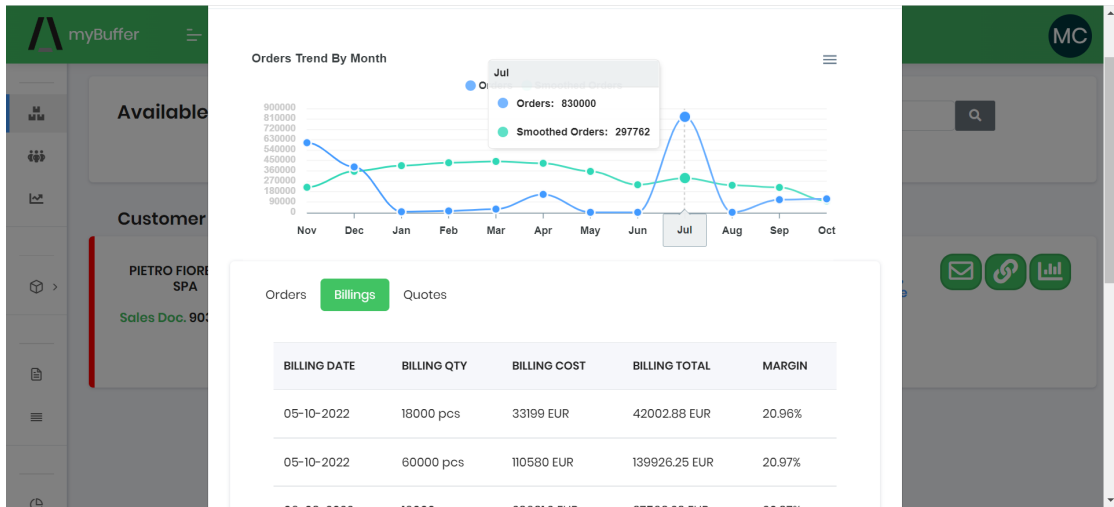 myBuffer
MC
Available
Customer
PIETRO FIORE
SPA
Sales Doc. 903
Orders Trend By Month
Jul
Orders: 830000
Smoothed Orders: 297762
900000
810000
720000
630000
540000
450000
360000
270000
180000
90000
0
Nov Dec Jan Feb Mar Apr May Jun Jul Aug Sep Oct
Orders Billings Quotes
BILLING DATE BILLING QTY BILLING COST BILLING TOTAL MARGIN
05-10-2022 18000 pcs 33199 EUR 42002.88 EUR 20.96%
05-10-2022 60000 pcs 110580 EUR 139926.25 EUR 20.97%